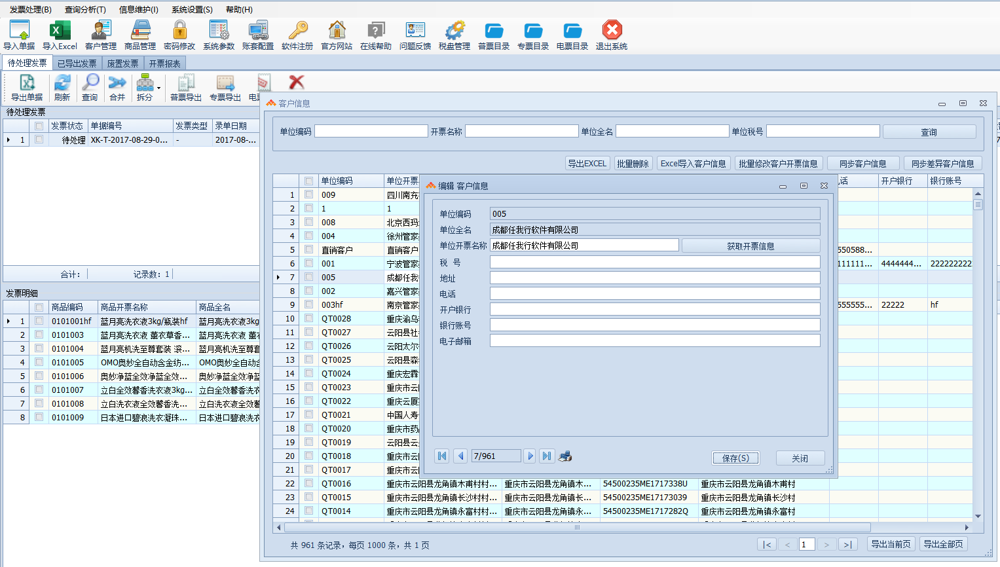 发票处理(B) 查询分析(T) 信息维护(I) 系统设置(S) 帮助(H)
导入单据 导入Excel 客户管理 商品管理 密码修改 系统参数 账套配置 软件注册 官方网站 在线帮助 问题反馈 税盘管理 普票目录 专票目录 电票目录 退出系统
待处理发票 已导出发票 废置发票 开票报表
导出单据 刷新 查询 合并 拆分 普票导出 专票导出
待处理发票
发票状态 单据编号 发票类型 录单日期
1 待处理 XK-T-2017-08-29-0... - 2017-08-...
合计： 记录数：1
发票明细
商品编码 商品开票名称 商品全名
1 0101001hf 蓝月亮洗衣液3kg/瓶装hf 蓝月亮洗衣液3kg
2 0101003 蓝月亮洗衣液 薰衣草香... 蓝月亮洗衣液 薰衣
3 0101004 蓝月亮机洗至尊套装 滚... 蓝月亮机洗至尊套
4 0101005 OMO奥妙全自动含金纺... OMO奥妙全自动含
5 0101006 奥妙净蓝全效净蓝全效... 奥妙净蓝全效净蓝
6 0101007 立白全效馨香洗衣液3kg... 立白全效馨香洗衣
7 0101008 立白洗衣液全效馨香洗... 立白洗衣液全效馨
8 0101009 日本进口碧浪洗衣凝珠... 日本进口碧浪洗衣
客户信息
单位编码 开票名称 单位全名 单位税号 查询
导出EXCEL 批量删除 Excel导入客户信息 批量修改客户开票信息 同步客户信息 同步差异客户信息
单位编码 单位开票 话 开户银行 银行账号
1 009 四川南充
2 1 1
3 008 北京西玛
4 004 徐州管家
5 直销客户 直销客户 550588...
6 001 宁波管家 111111... 4444444... 222222222
7 005 成都任我
8 002 嘉兴管家
9 003hf 南京管家 555555... 22222 hf
10 QT0028 重庆渝乌
11 QT0027 云阳县社
12 QT0026 云阳太尔
13 QT0025 云阳县森
14 QT0024 重庆宏霖
15 QT0023 重庆市云阳
16 QT0022 重庆云厦
17 QT0021 中国人寿
18 QT0020 重庆市药
19 QT0019 云阳县云
20 QT0018 重庆市云阳
21 QT0017 重庆市云阳
22 QT0016 重庆市云阳县龙角镇木甫村村... 重庆市云阳县龙角镇木... 54500235ME1717338U 重庆市云阳县龙角镇木甫村
23 QT0015 重庆市云阳县龙角镇长沙村村... 重庆市云阳县龙角镇长... 54500235ME17173039 重庆市云阳县龙角镇长沙村
24 QT0014 重庆市云阳县龙角镇永富村村... 重庆市云阳县龙角镇永... 54500235ME1717282Q 重庆市云阳县龙角镇永富村
共 961 条记录，每页 1000 条，共 1 页 |< < 1 > >| 导出当前页 导出全部页
编辑 客户信息
单位编码 005
单位全名 成都任我行软件有限公司
单位开票名称 成都任我行软件有限公司 获取开票信息
税 号
地址
电话
开户银行
银行账号
电子邮箱
7/961 保存(S) 关闭